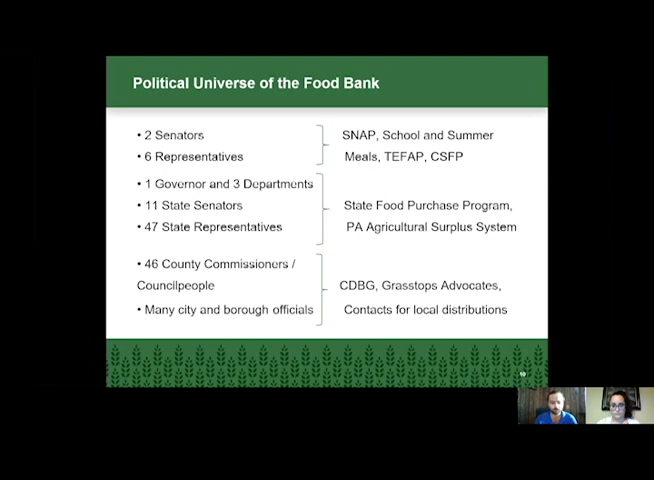 Political Universe of the Food Bank
• 2 Senators
• 6 Representatives
SNAP, School and Summer
Meals, TEFAP, CSFP
• 1 Governor and 3 Departments
• 11 State Senators
• 47 State Representatives
State Food Purchase Program,
PA Agricultural Surplus System
• 46 County Commissioners /
Councilpeople
• Many city and borough officials
CDBG, Grasstops Advocates,
Contacts for local distributions